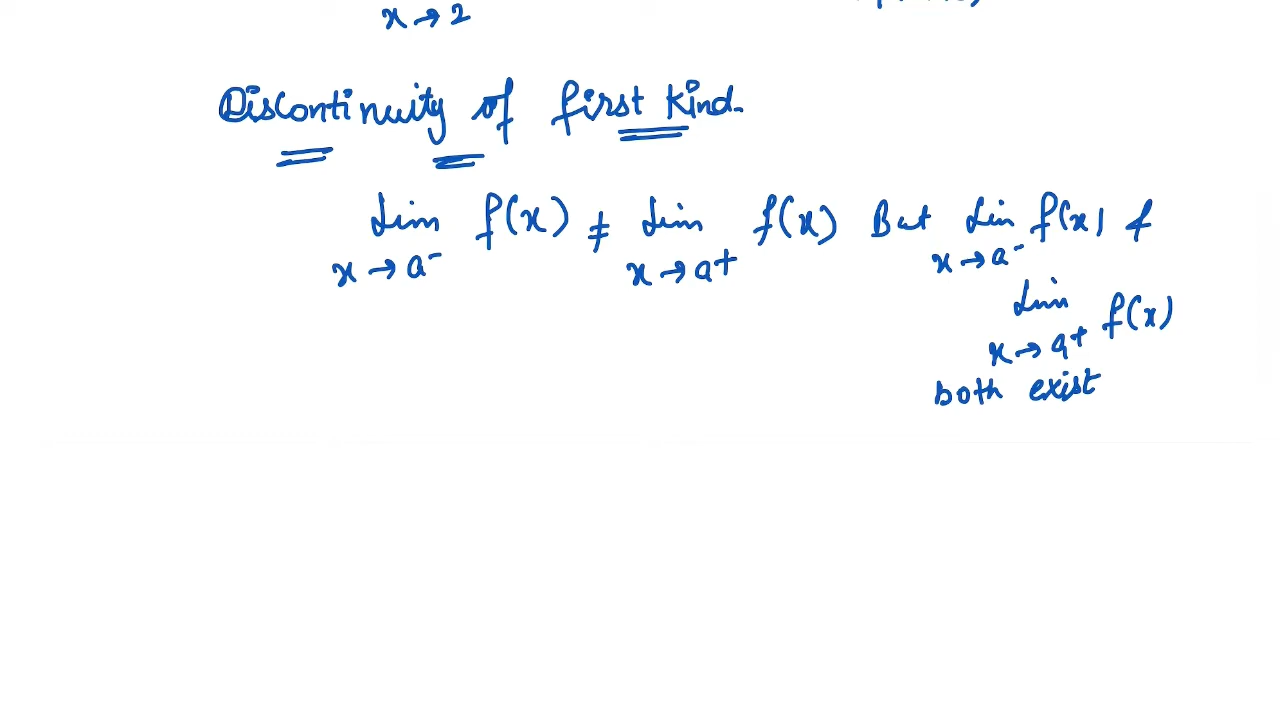 x → 2
Discontinuity of first kind.
Lim f(x) ≠ Lim f(x) But Lim f(x) &
x → a⁻ x → a⁺ x → a⁻
Lim f(x)
x → a⁺
both exist